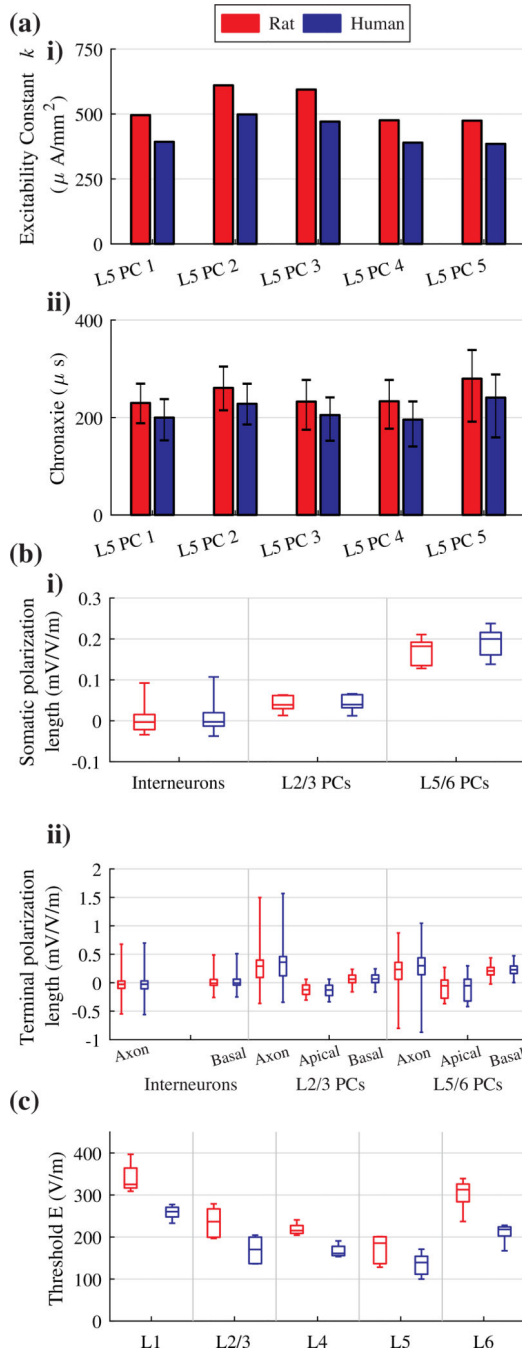 (a)
Rat Human
i)
Excitability Constant k
(μ A/mm²)
750
500
250
0
L5 PC 1 L5 PC 2 L5 PC 3 L5 PC 4 L5 PC 5
ii)
Chronaxie (μ s)
400
200
0
L5 PC 1 L5 PC 2 L5 PC 3 L5 PC 4 L5 PC 5
(b)
i)
Somatic polarization
length (mV/V/m)
0.3
0.2
0.1
0
-0.1
Interneurons L2/3 PCs L5/6 PCs
ii)
Terminal polarization
length (mV/V/m)
2
1.5
1
0.5
0
-0.5
-1
Axon Basal Axon Apical Basal Axon Apical Basal
Interneurons L2/3 PCs L5/6 PCs
(c)
Threshold E (V/m)
400
300
200
100
0
L1 L2/3 L4 L5 L6